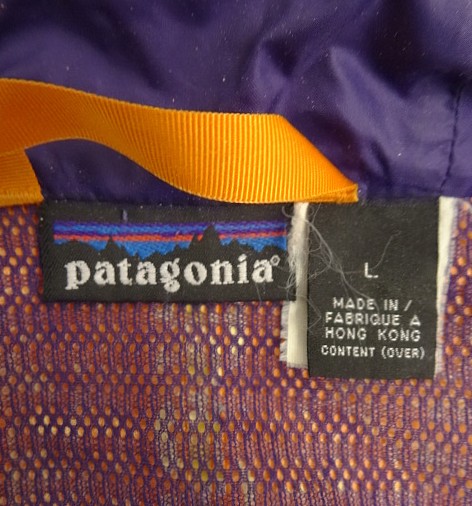 patagonia®
L.
MADE IN /
FABRIQUE A
HONG KONG
CONTENT (OVER)